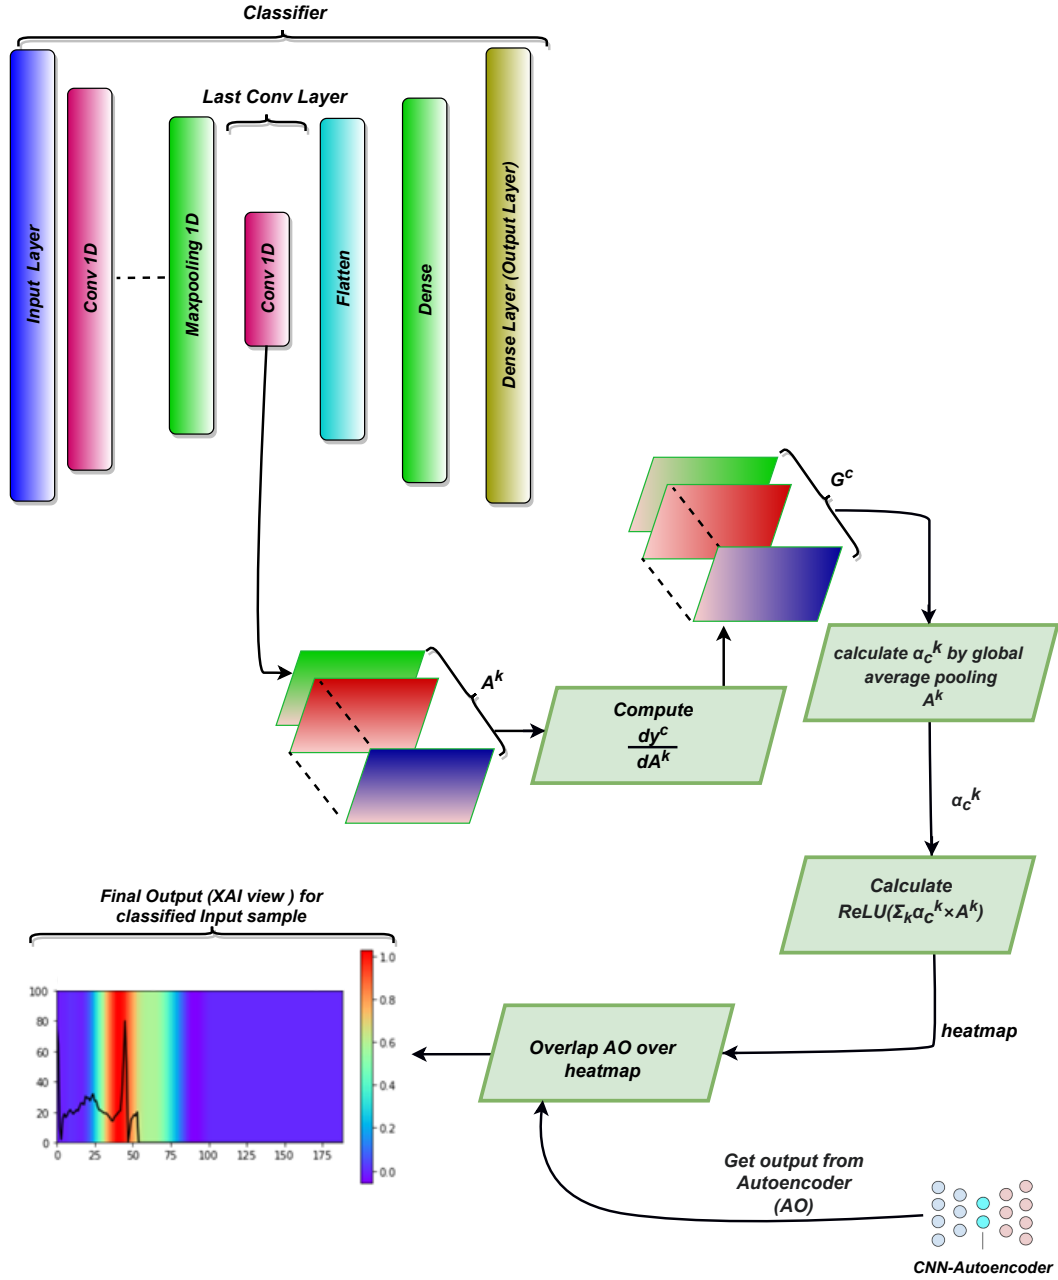 Classifier
Last Conv Layer
Input Layer
Conv 1D
Maxpooling 1D
Conv 1D
Flatten
Dense
Dense Layer (Output Layer)
G^c
A^k
Compute
dy^c
dA^k
calculate α_c^k by global
average pooling
A^k
α_c^k
Calculate
ReLU(Σ_k α_c^k×A^k)
heatmap
Overlap AO over
heatmap
Get output from
Autoencoder
(AO)
CNN-Autoencoder
Final Output (XAI view ) for
classified Input sample
100
80
60
40
20
0
0 25 50 75 100 125 150 175
1.0
0.8
0.6
0.4
0.2
0.0